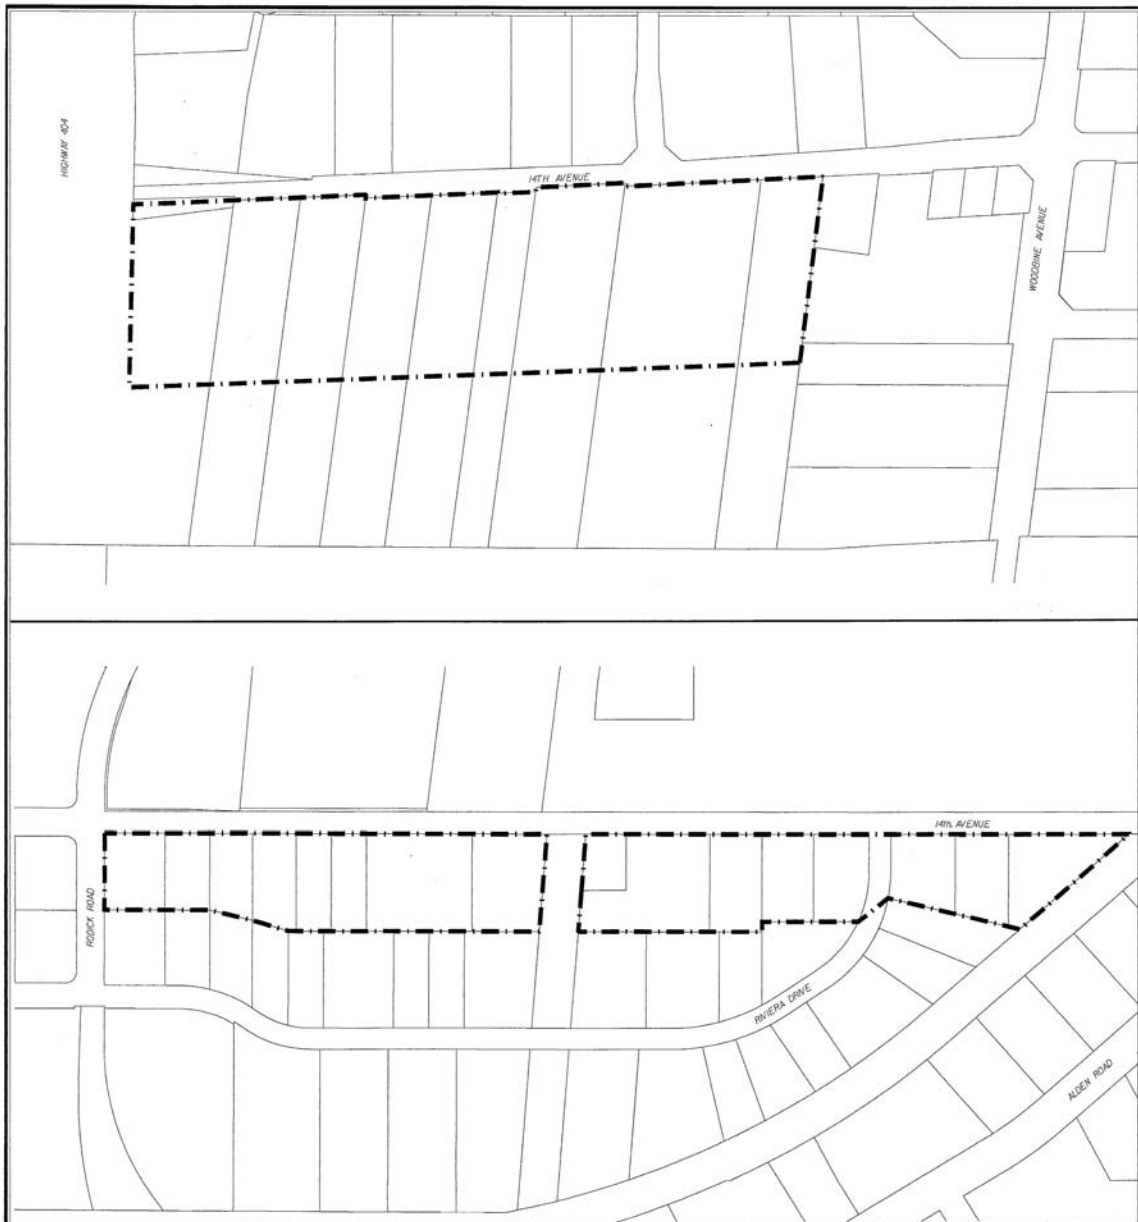 HIGHWAY 404
14TH AVENUE
WOODBINE AVENUE
14th. AVENUE
RODICK ROAD
RIVIERA DRIVE
ALDEN ROAD